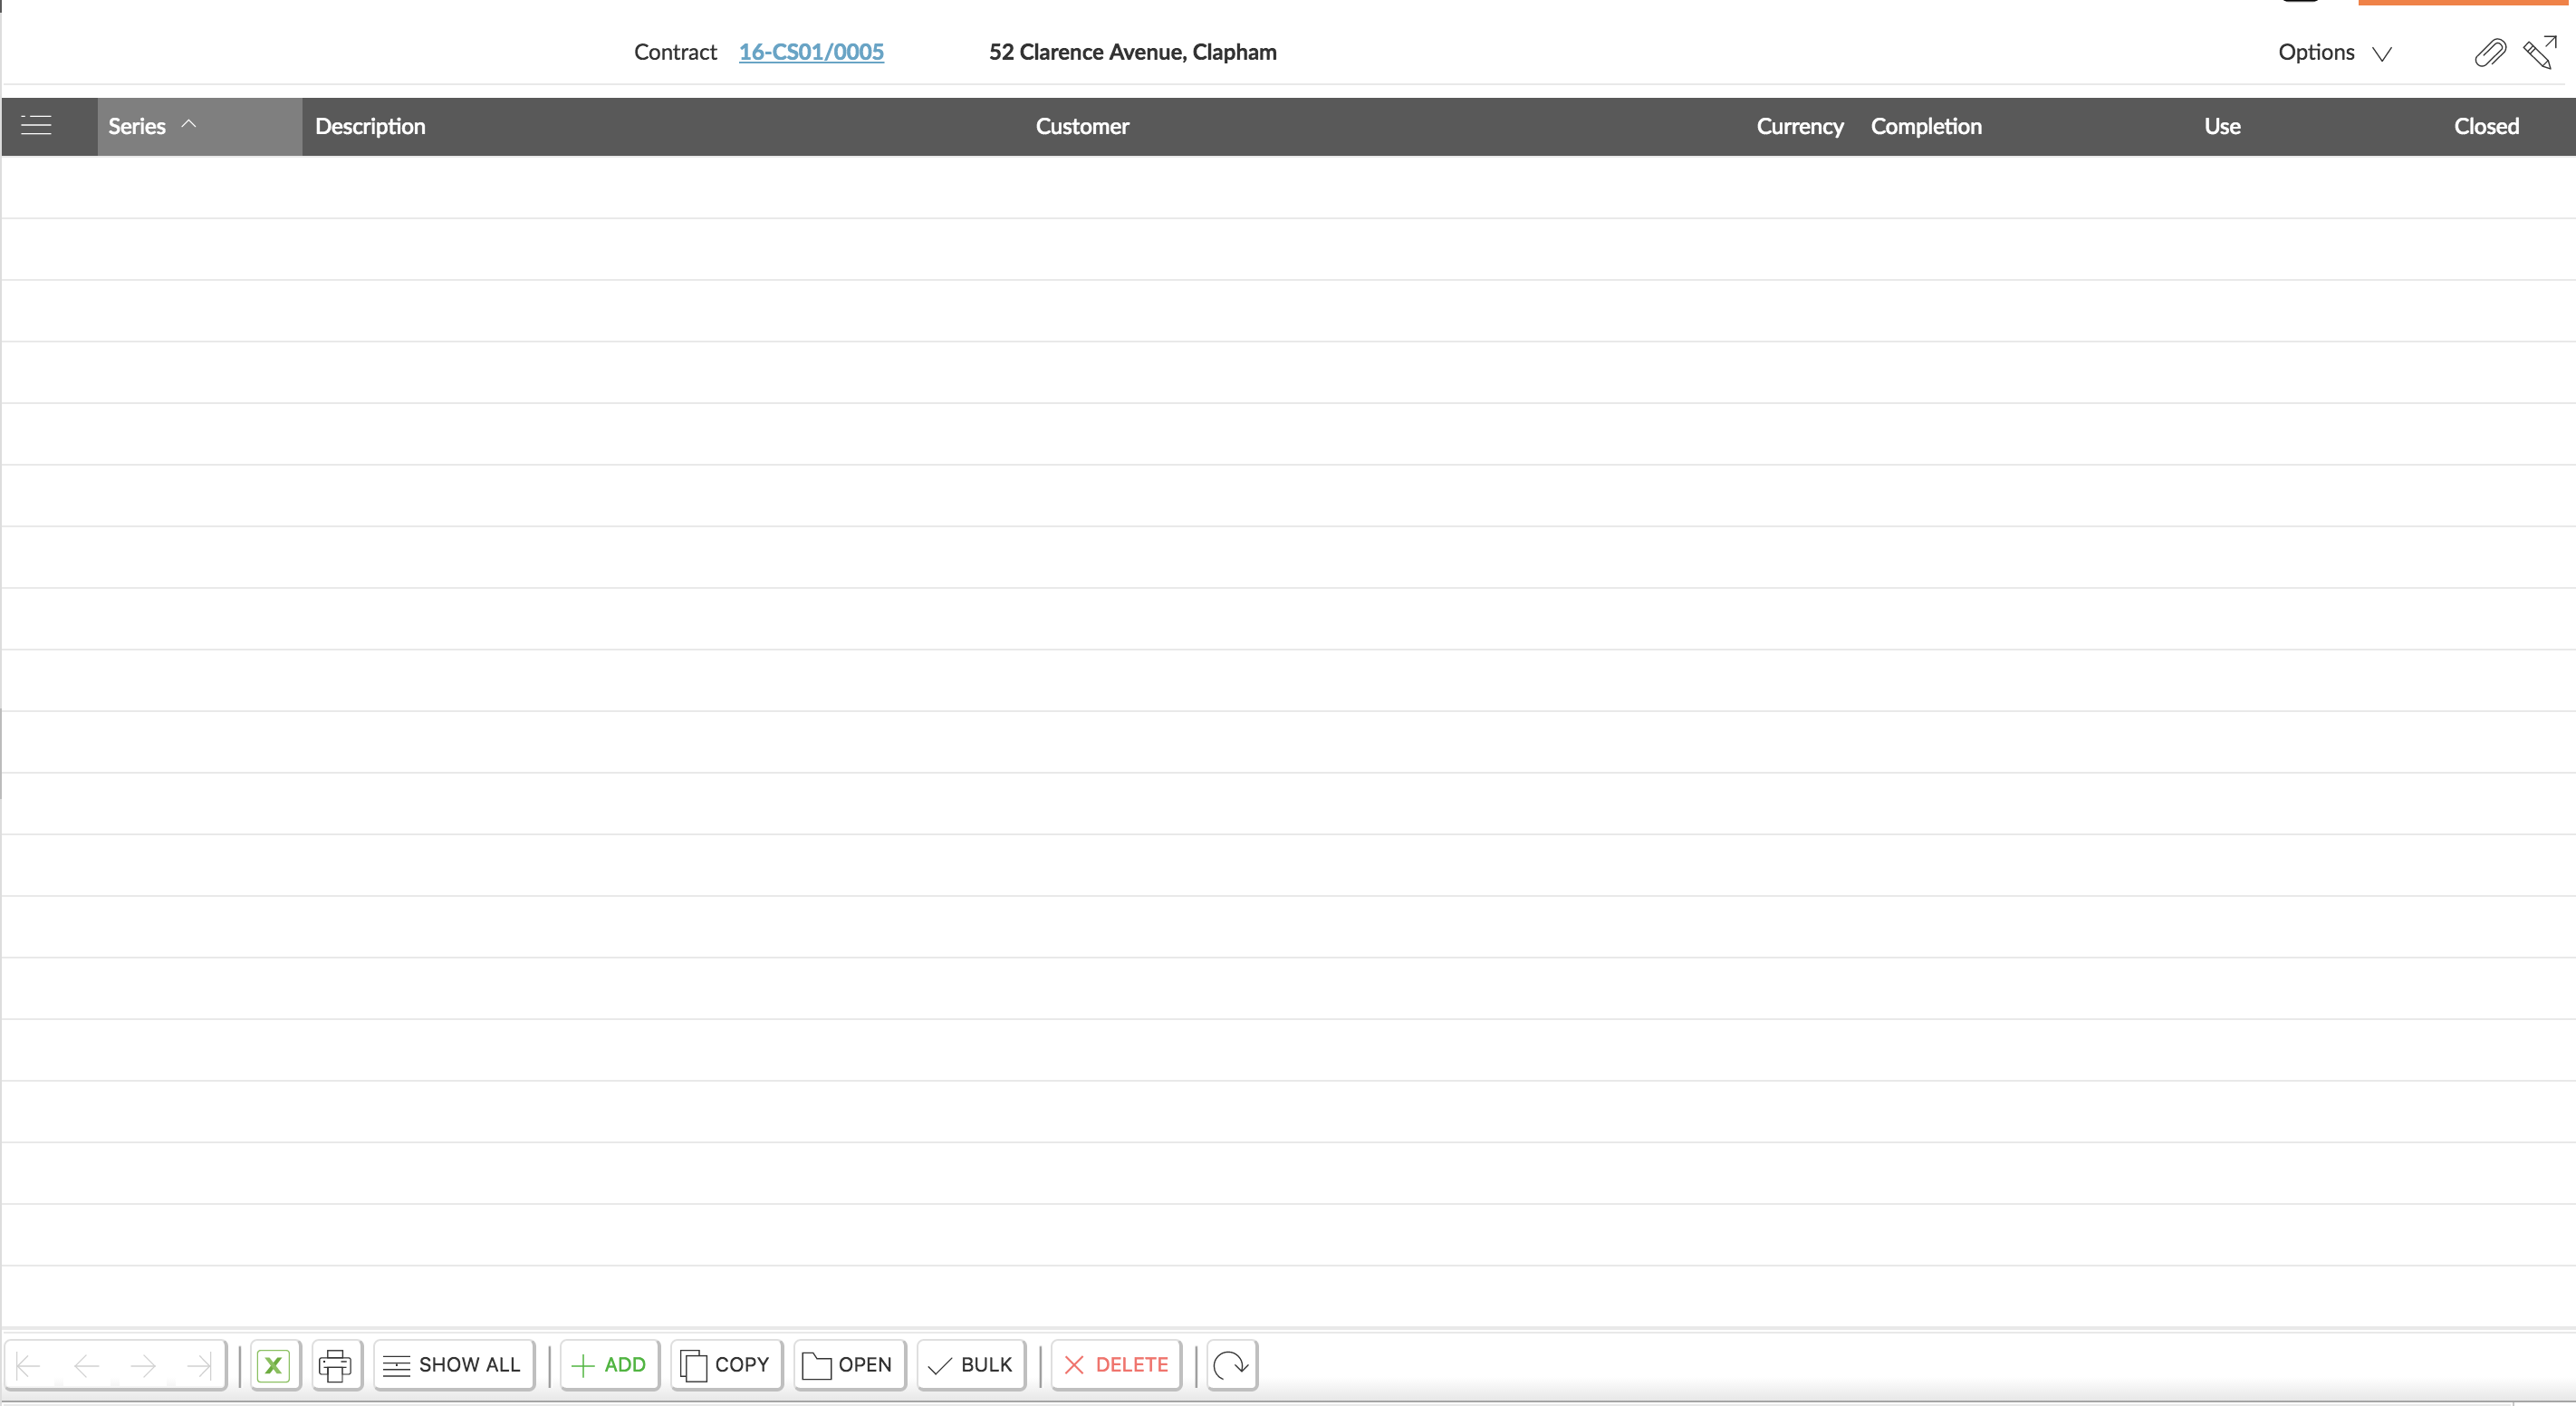 Contract 16-CS01/0005 52 Clarence Avenue, Clapham Options
Series Description Customer Currency Completion Use Closed
X SHOW ALL ADD COPY OPEN BULK DELETE